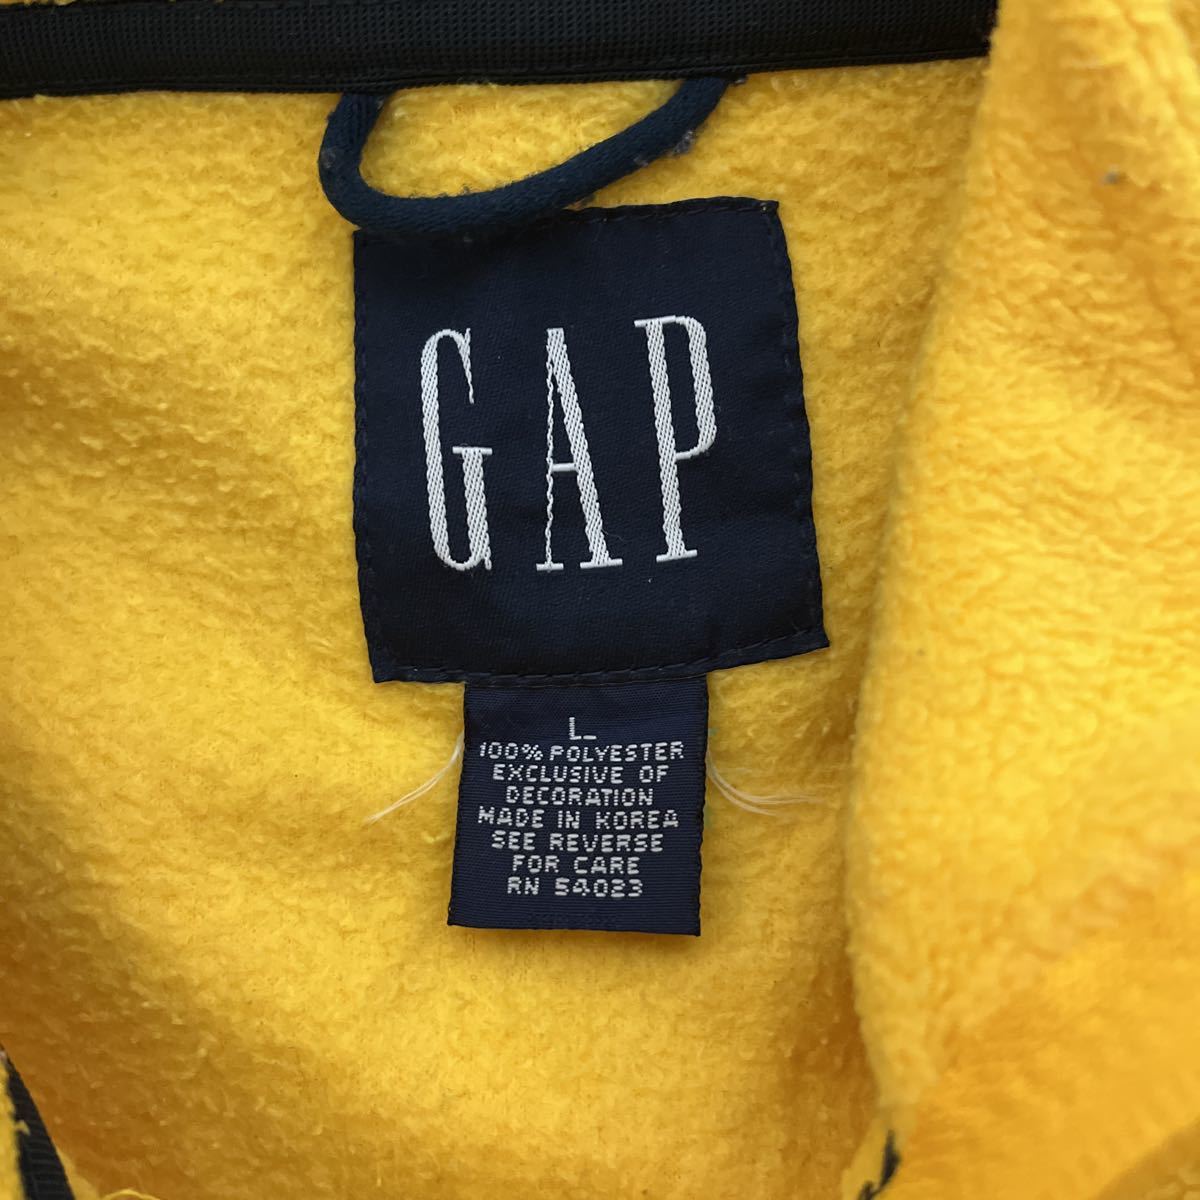 GAP
L
100% POLYESTER
EXCLUSIVE OF
DECORATION
MADE IN KOREA
SEE REVERSE
FOR CARE
RN 54023